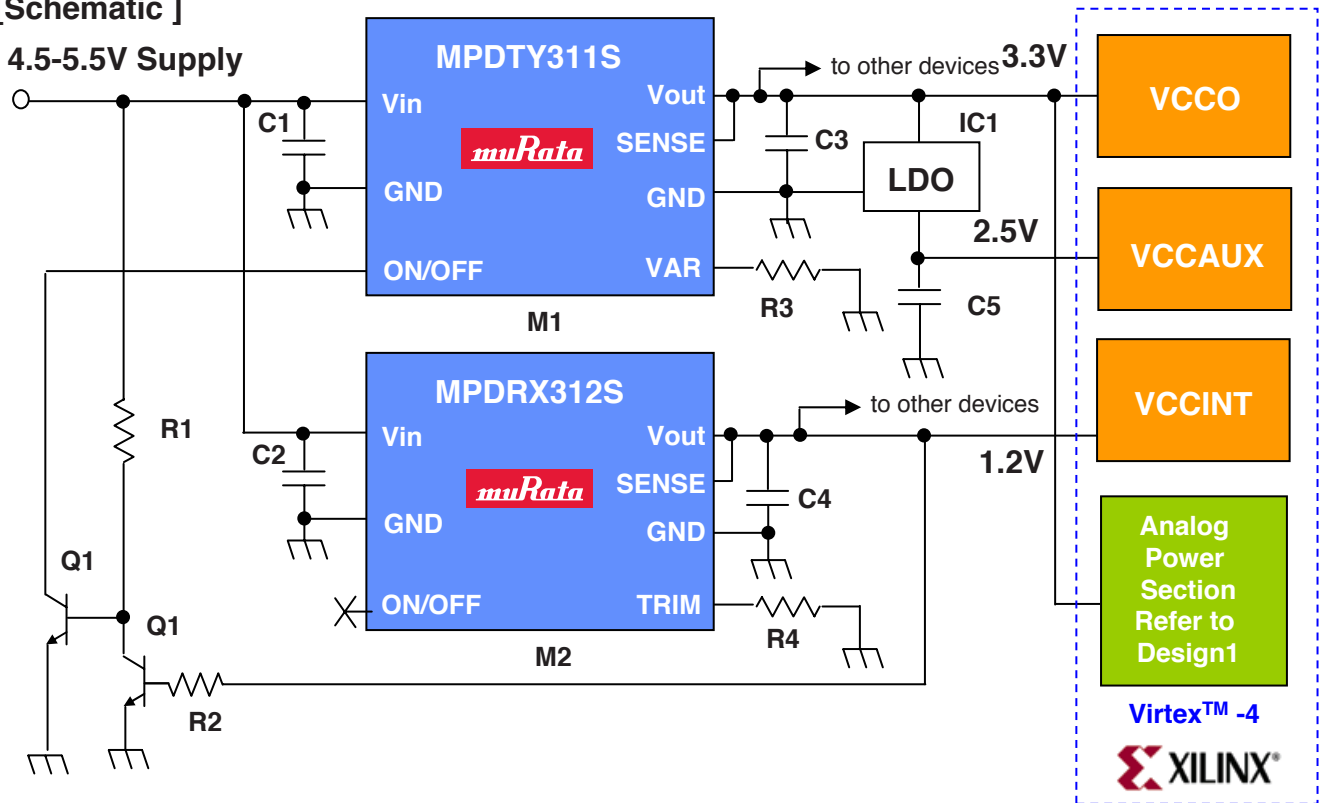 Schematic ]
4.5-5.5V Supply
MPDTY311S
muRata
Vin
GND
ON/OFF
Vout
SENSE
GND
VAR
M1
C1
to other devices
3.3V
C3
IC1
LDO
2.5V
R3
C5
VCCO
VCCAUX
VCCINT
MPDRX312S
muRata
Vin
GND
ON/OFF
Vout
SENSE
GND
TRIM
M2
R1
C2
to other devices
1.2V
C4
R4
Q1
Q1
R2
Analog
Power
Section
Refer to
Design1
Virtex™ -4
XILINX®